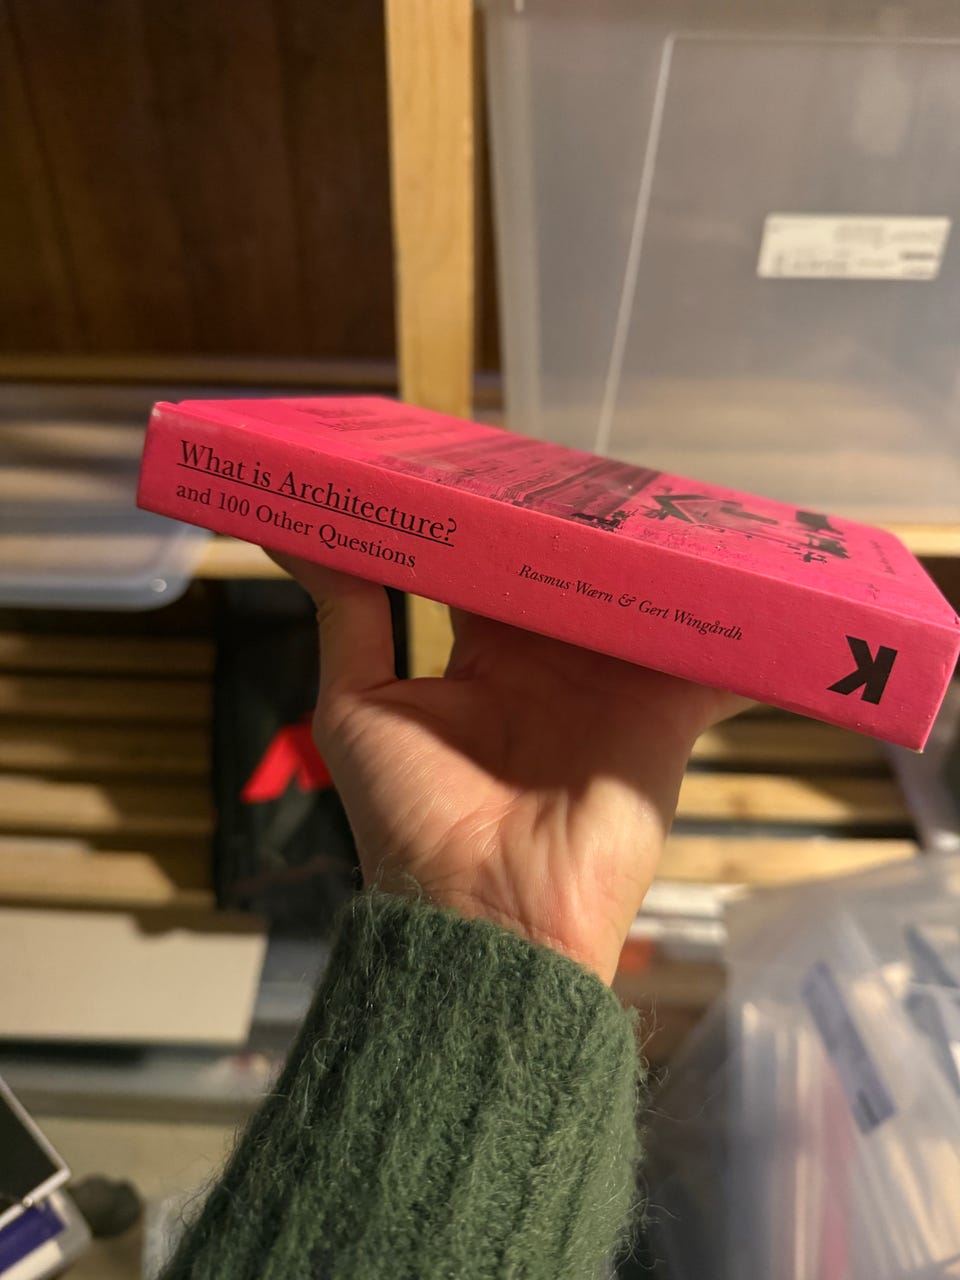 What is Architecture?
and 100 Other Questions
Rasmus Wærn & Gert Wingårdh
K